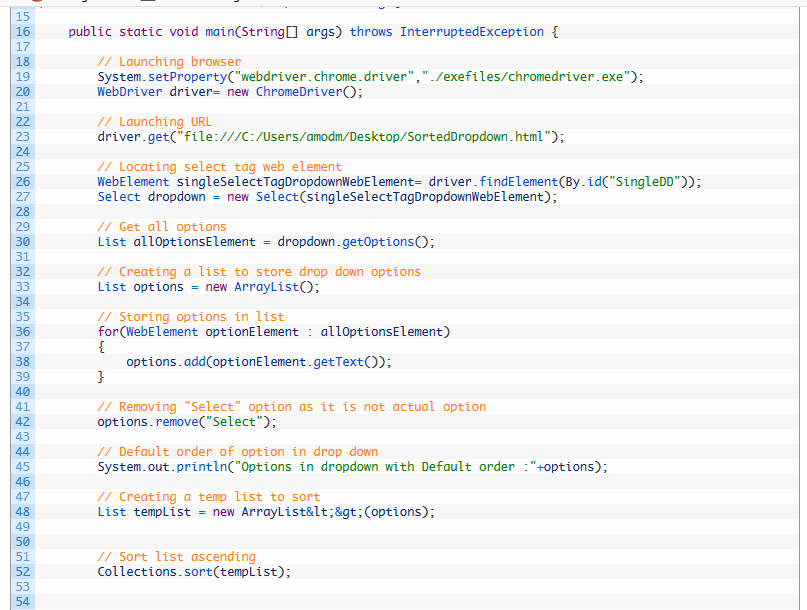 15
16 public static void main(String[] args) throws InterruptedException {
17
18 // Launching browser
19 System.setProperty("webdriver.chrome.driver","./exefiles/chromedriver.exe");
20 WebDriver driver= new ChromeDriver();
21
22 // Launching URL
23 driver.get("file:///C:/Users/amodm/Desktop/SortedDropdown.html");
24
25 // Locating select tag web element
26 WebElement singleSelectTagDropdownWebElement= driver.findElement(By.id("SingleDD"));
27 Select dropdown = new Select(singleSelectTagDropdownWebElement);
28
29 // Get all options
30 List allOptionsElement = dropdown.getOptions();
31
32 // Creating a list to store drop down options
33 List options = new ArrayList();
34
35 // Storing options in list
36 for(WebElement optionElement : allOptionsElement)
37 {
38 options.add(optionElement.getText());
39 }
40
41 // Removing "Select" option as it is not actual option
42 options.remove("Select");
43
44 // Default order of option in drop down
45 System.out.println("Options in dropdown with Default order :"+options);
46
47 // Creating a temp list to sort
48 List tempList = new ArrayList&lt;&gt;(options);
49
50
51 // Sort list ascending
52 Collections.sort(tempList);
53
54